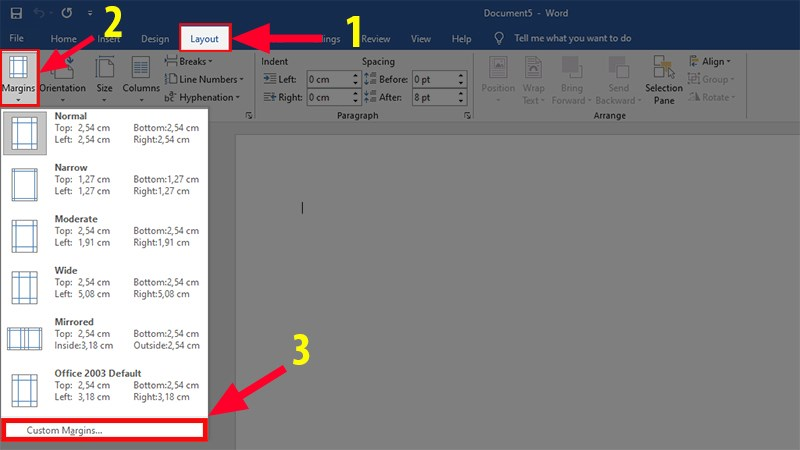 Document5 - Word
File Home Insert Design Layout ings Review View Help Tell me what you want to do
1
2
Margins Orientation Size Columns
Breaks
Line Numbers
Hyphenation
Indent Spacing
Left: 0 cm Before: 0 pt
Right: 0 cm After: 8 pt
Paragraph
Position Wrap Text Bring Forward Send Backward Selection Pane
Align
Group
Rotate
Arrange
Normal
Top: 2,54 cm Bottom:2,54 cm
Left: 2,54 cm Right:2,54 cm
Narrow
Top: 1,27 cm Bottom:1,27 cm
Left: 1,27 cm Right:1,27 cm
Moderate
Top: 2,54 cm Bottom:2,54 cm
Left: 1,91 cm Right:1,91 cm
Wide
Top: 2,54 cm Bottom:2,54 cm
Left: 5,08 cm Right:5,08 cm
Mirrored
Top: 2,54 cm Bottom:2,54 cm
Inside:3,18 cm Outside:2,54 cm
Office 2003 Default
Top: 2,54 cm Bottom:2,54 cm
Left: 3,18 cm Right:3,18 cm
3
Custom Margins...